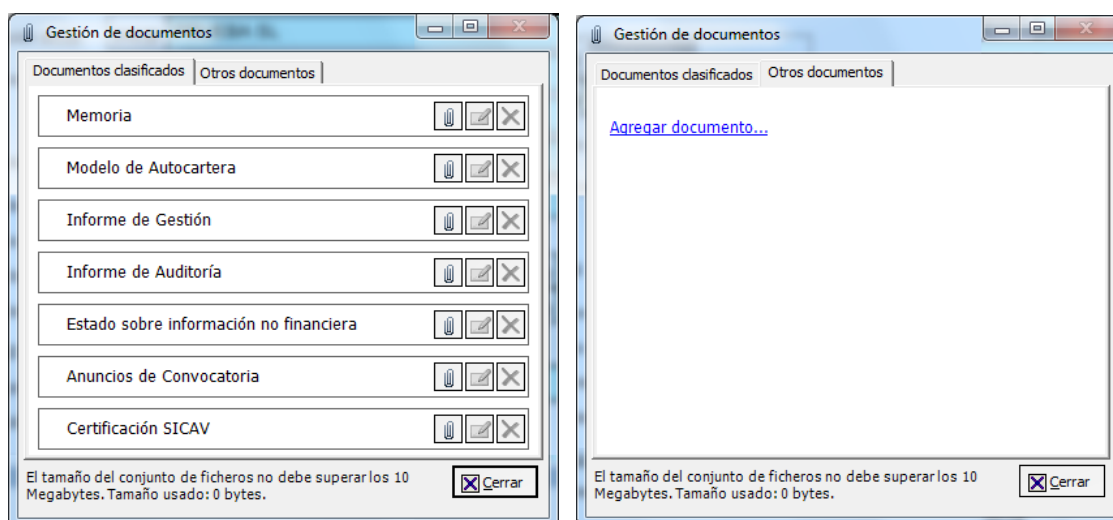 Gestión de documentos
Documentos clasificados
Otros documentos
Memoria
Modelo de Autocartera
Informe de Gestión
Informe de Auditoría
Estado sobre información no financiera
Anuncios de Convocatoria
Certificación SICAV
El tamaño del conjunto de ficheros no debe superar los 10
Megabytes. Tamaño usado: 0 bytes.
Cerrar
Gestión de documentos
Documentos clasificados
Otros documentos
Agregar documento...
El tamaño del conjunto de ficheros no debe superar los 10
Megabytes. Tamaño usado: 0 bytes.
Cerrar